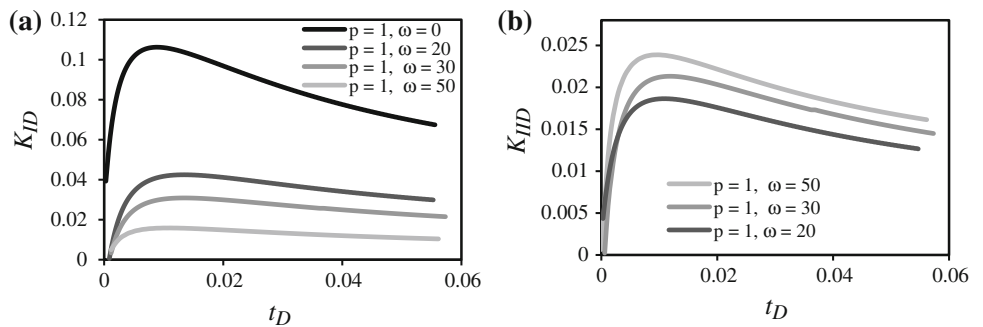 (a)
0.12
0.1
0.08
0.06
0.04
0.02
0
K_ID
p = 1, ω = 0
p = 1, ω = 20
p = 1, ω = 30
p = 1, ω = 50
0
0.02
0.04
0.06
t_D
(b)
0.025
0.02
0.015
0.01
0.005
0
K_IID
p = 1, ω = 50
p = 1, ω = 30
p = 1, ω = 20
0
0.02
0.04
0.06
t_D